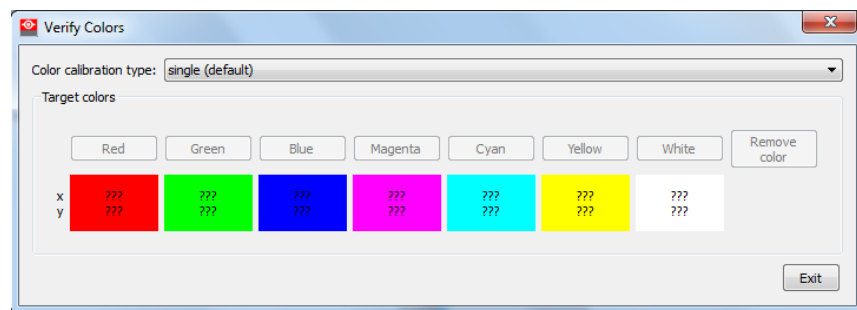 Verify Colors
Color calibration type: single (default)
Target colors
Red Green Blue Magenta Cyan Yellow White Remove color
x ??? ??? ??? ??? ??? ??? ???
y ??? ??? ??? ??? ??? ??? ???
Exit